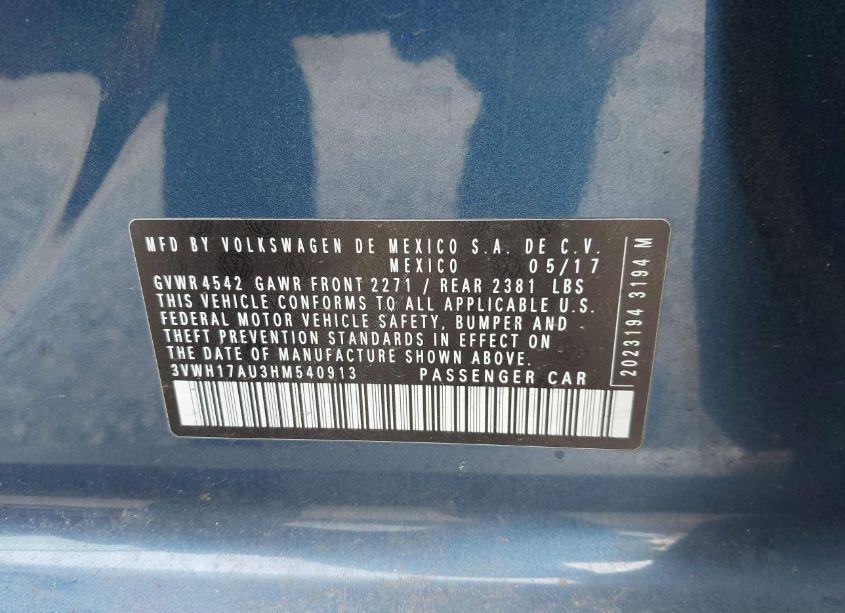 MFD BY VOLKSWAGEN DE MEXICO S.A. DE C.V.
MEXICO 05/17
GVWR 4542 GAWR FRONT 2271 / REAR 2381 LBS
THIS VEHICLE CONFORMS TO ALL APPLICABLE U.S.
FEDERAL MOTOR VEHICLE SAFETY, BUMPER AND
THEFT PREVENTION STANDARDS IN EFFECT ON
THE DATE OF MANUFACTURE SHOWN ABOVE.
3VWH17AU3HM540913 PASSENGER CAR
2023194 3194 M